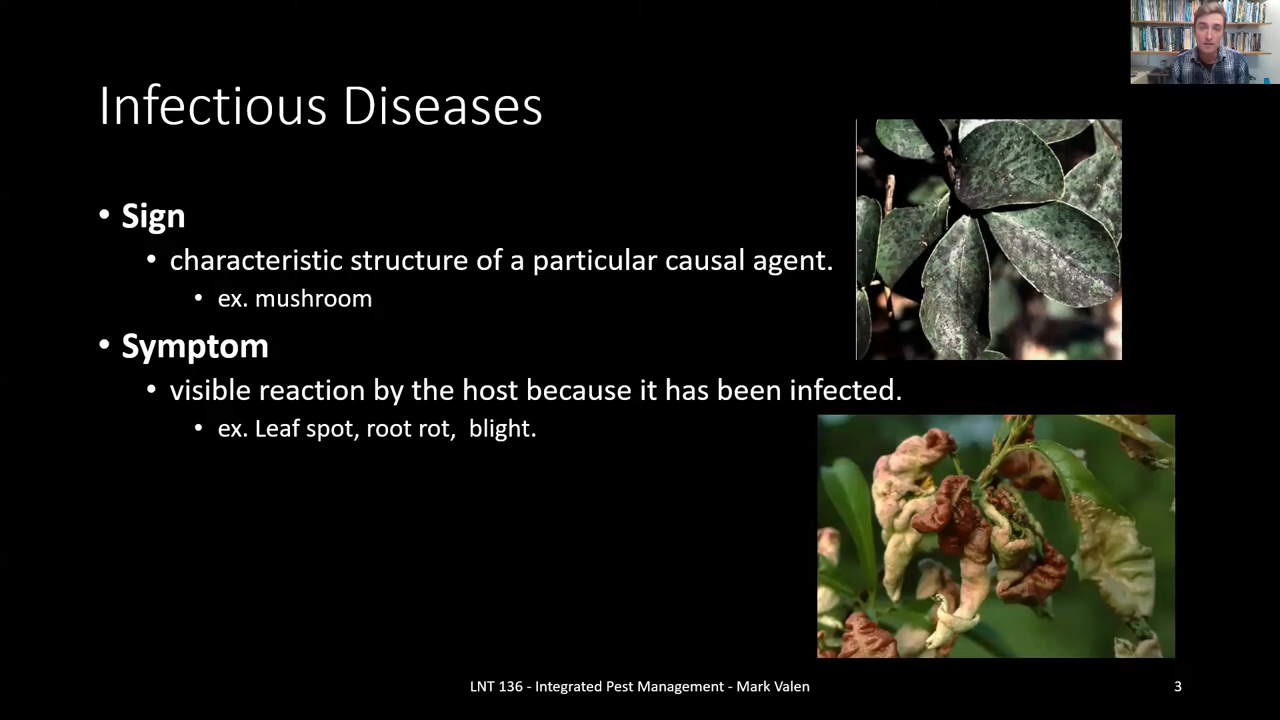 Infectious Diseases
• Sign
• characteristic structure of a particular causal agent.
• ex. mushroom
• Symptom
• visible reaction by the host because it has been infected.
• ex. Leaf spot, root rot,  blight.
LNT 136 - Integrated Pest Management - Mark Valen
3